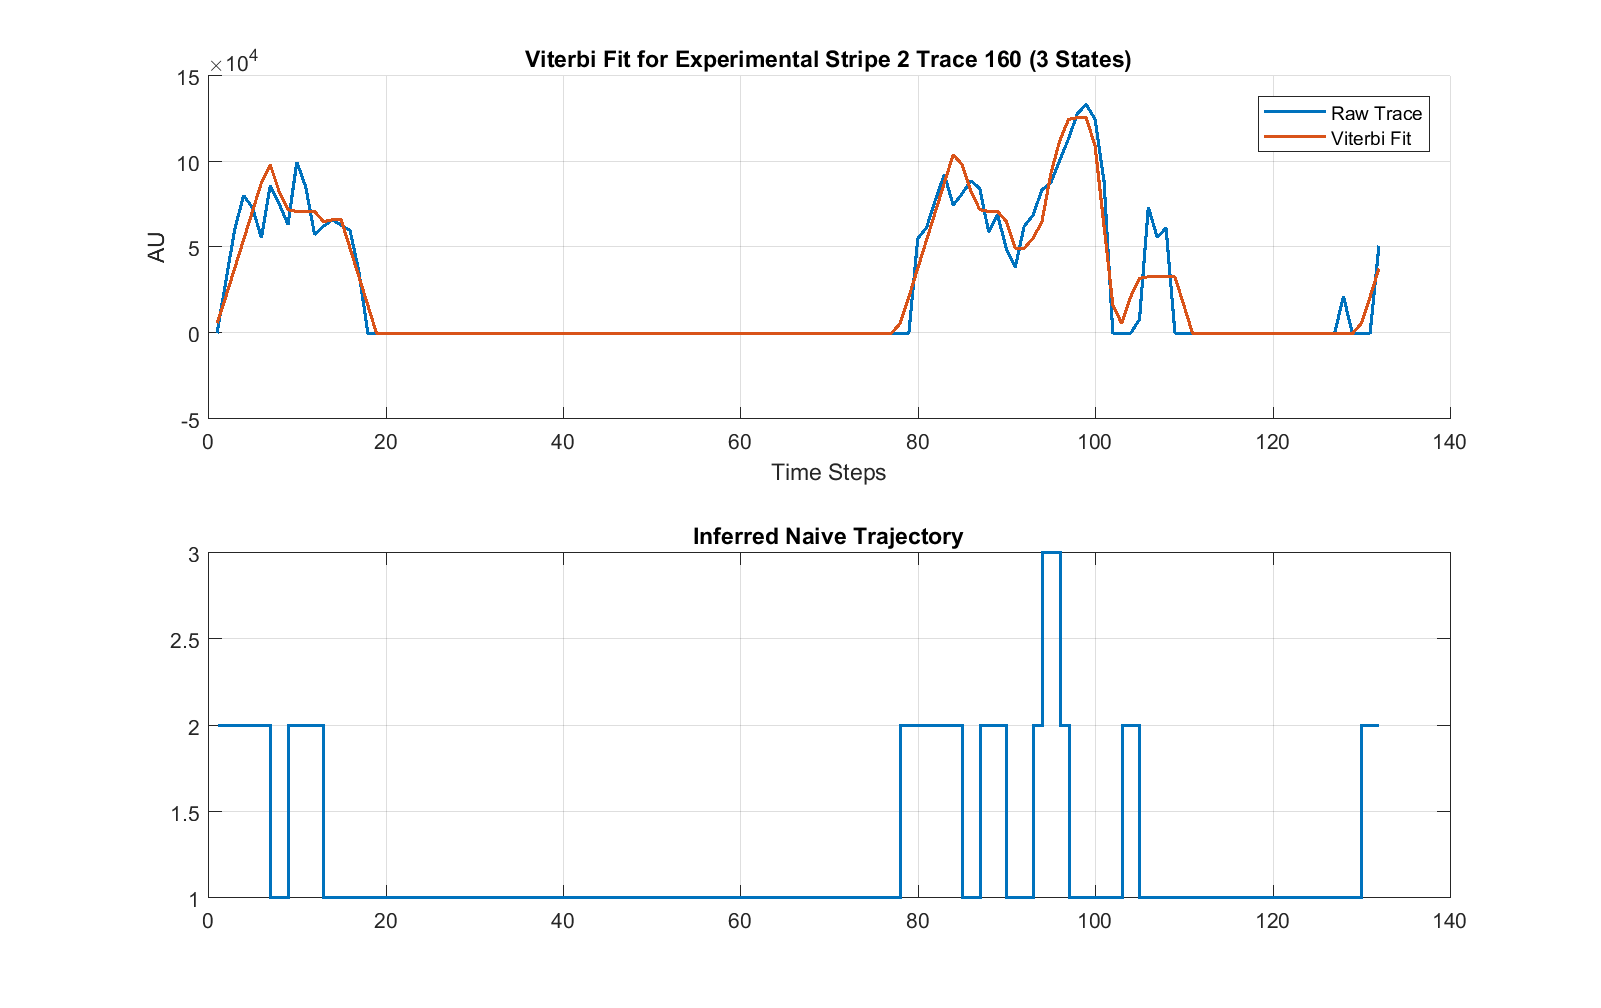 Viterbi Fit for Experimental Stripe 2 Trace 160 (3 States)
×10⁴
15
10
5
0
-5
AU
Raw Trace
Viterbi Fit
0 20 40 60 80 100 120 140
Time Steps
Inferred Naive Trajectory
3
2.5
2
1.5
1
0 20 40 60 80 100 120 140